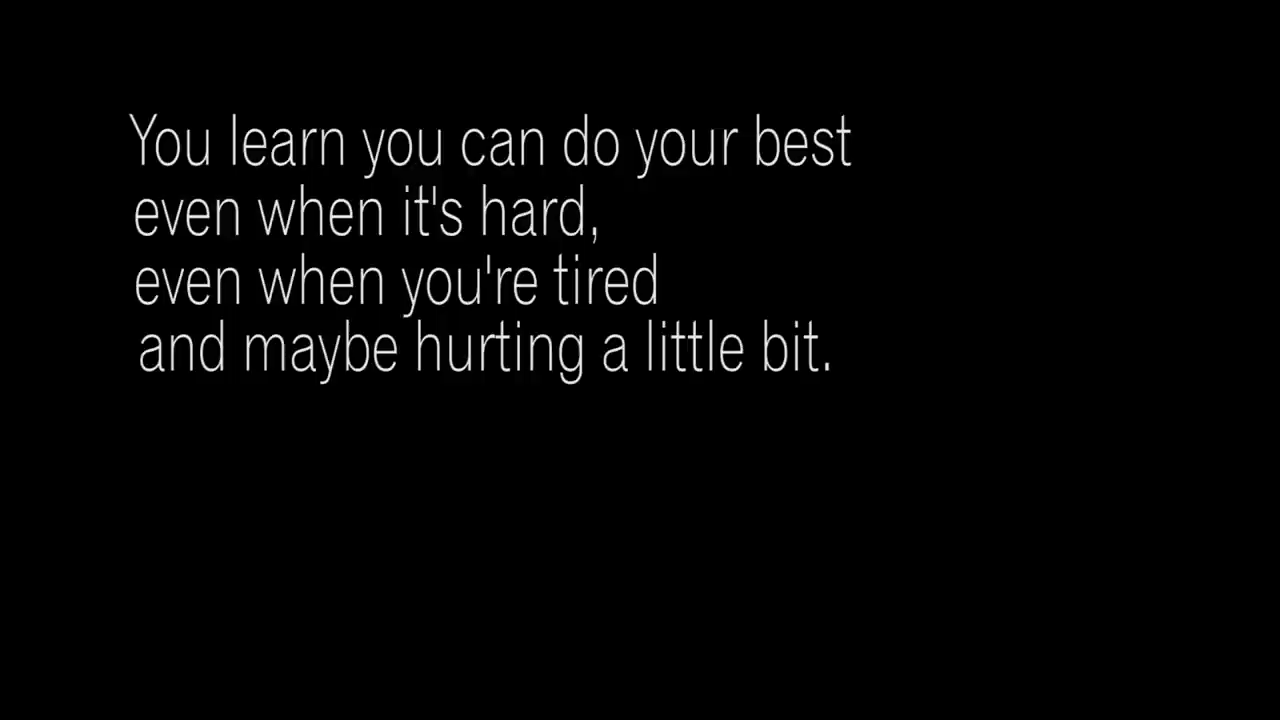 You learn you can do your best
even when it's hard,
even when you're tired
and maybe hurting a little bit.